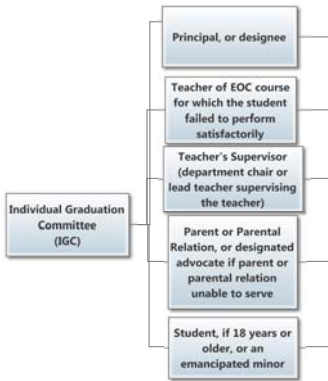 Principal, or designee
Teacher of EOC course
for which the student
failed to perform
satisfactorily
Teacher's Supervisor
(department chair or
lead teacher supervising
the teacher)
Individual Graduation
Committee
(IGC)
Parent or Parental
Relation, or designated
advocate if parent or
parental relation
unable to serve
Student, if 18 years or
older, or an
emancipated minor